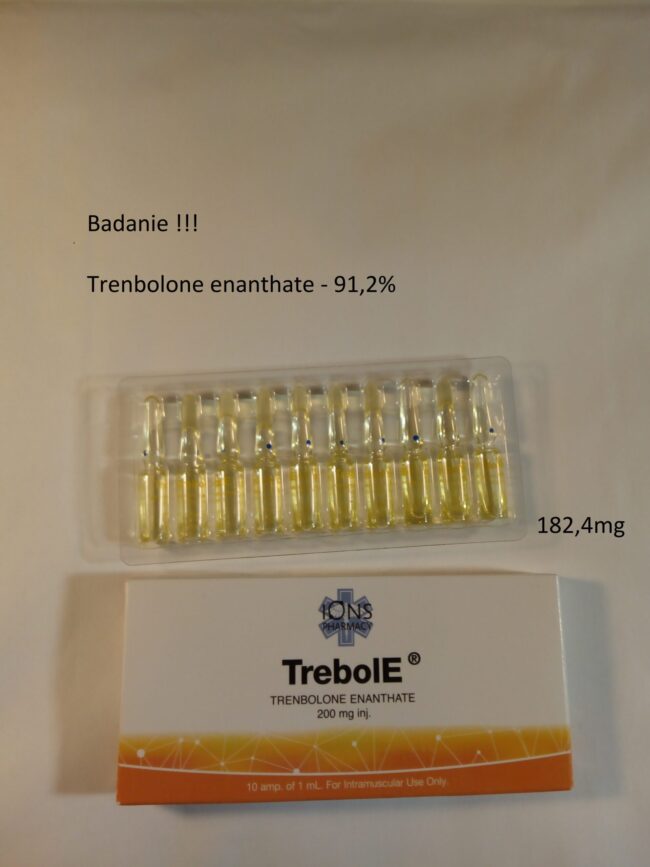 Badanie !!!
Trenbolone enanthate - 91,2%
182,4mg
IONS
PHARMACY
TrebolE ®
TRENBOLONE ENANTHATE
200 mg inj.
10 amp. of 1 mL. For Intramuscular Use Only.